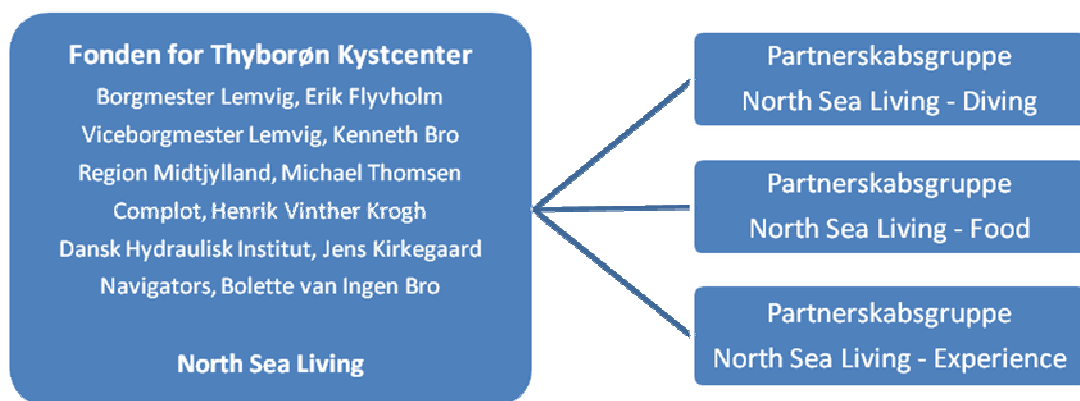 Fonden for Thyborøn Kystcenter
Borgmester Lemvig, Erik Flyvholm
Viceborgmester Lemvig, Kenneth Bro
Region Midtjylland, Michael Thomsen
Complot, Henrik Vinther Krogh
Dansk Hydraulisk Institut, Jens Kirkegaard
Navigators, Bolette van Ingen Bro
North Sea Living
Partnerskabsgruppe
North Sea Living - Diving
Partnerskabsgruppe
North Sea Living - Food
Partnerskabsgruppe
North Sea Living - Experience